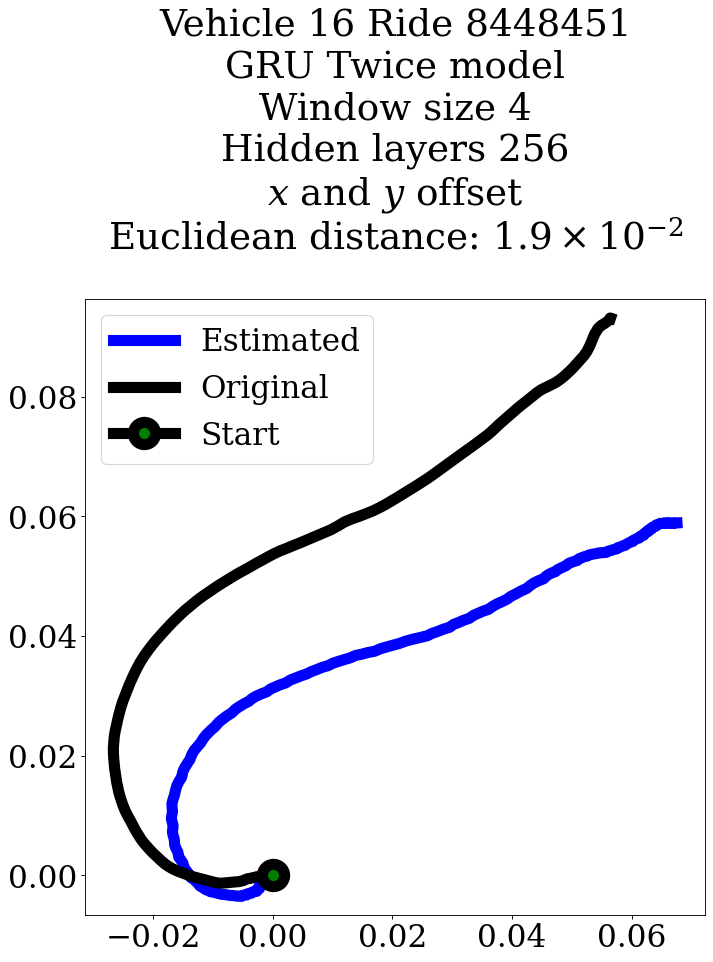 Vehicle 16 Ride 8448451
GRU Twice model
Window size 4
Hidden layers 256
x and y offset
Euclidean distance: 1.9 × 10⁻²
Estimated
Original
Start
0.08
0.06
0.04
0.02
0.00
−0.02 0.00 0.02 0.04 0.06